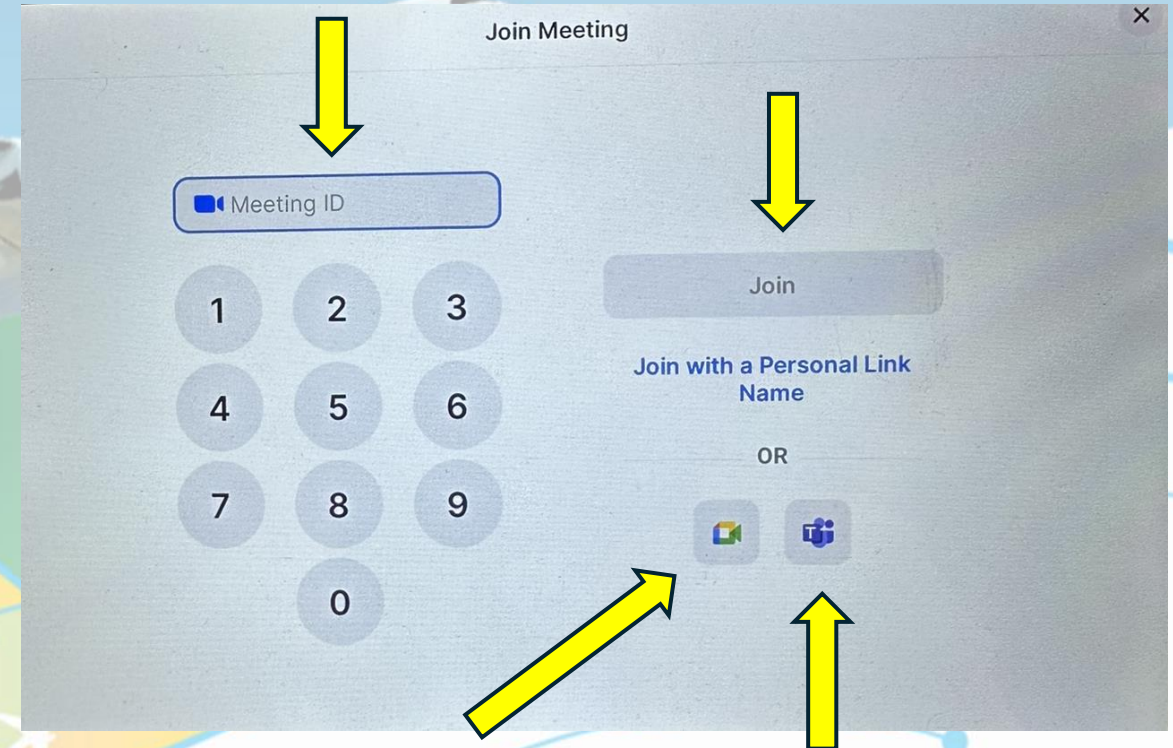 Join Meeting
Meeting ID
Join
1 2 3
Join with a Personal Link
Name
4 5 6
OR
7 8 9
T
0